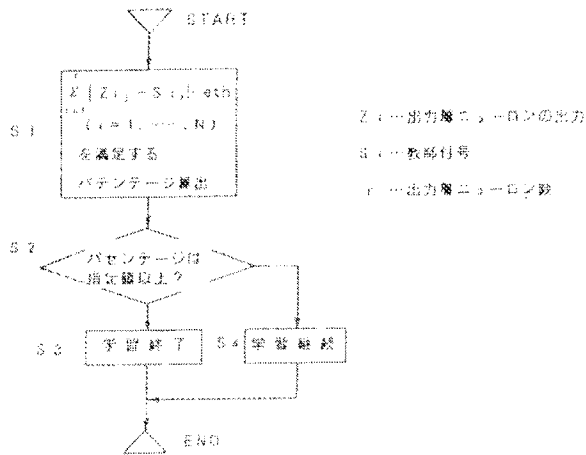 START
S1
(i=1, ..., N)
を満足する
パーセンテージ算出
Zi…出力層ニューロンの出力
Si…教師信号
r…出力層ニューロン数
S2
パーセンテージは
指定値以上?
S3
学習終了
S4
学習継続
END